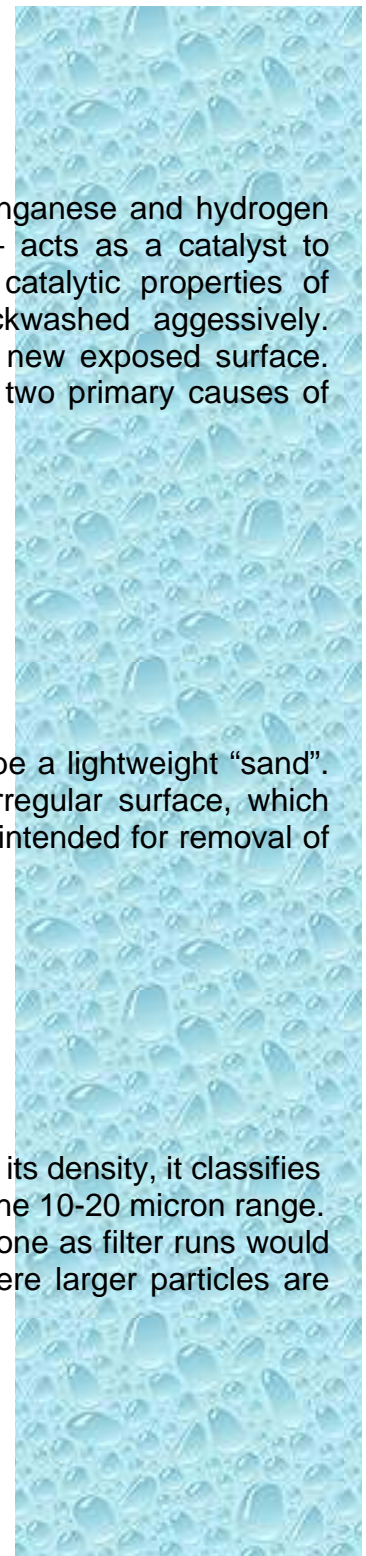 nganese and hydrogen
- acts as a catalyst to
catalytic properties of
ckwashed aggessively.
new exposed surface.
two primary causes of
be a lightweight “sand”.
rregular surface, which
intended for removal of
its density, it classifies
he 10-20 micron range.
one as filter runs would
ere larger particles are